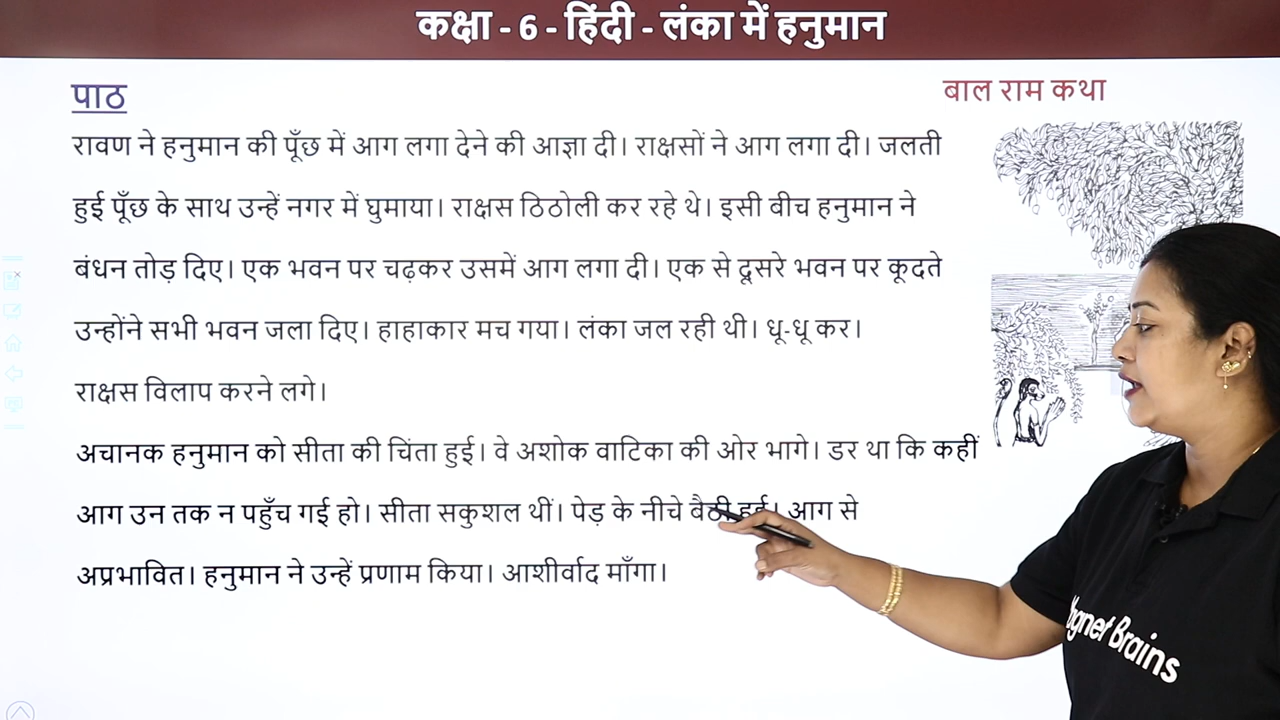 कक्षा - 6 - हिंदी - लंका में हनुमान
पाठ
बाल राम कथा
रावण ने हनुमान की पूँछ में आग लगा देने की आज्ञा दी। राक्षसों ने आग लगा दी। जलती
हुई पूँछ के साथ उन्हें नगर में घुमाया। राक्षस ठिठोली कर रहे थे। इसी बीच हनुमान ने
बंधन तोड़ दिए। एक भवन पर चढ़कर उसमें आग लगा दी। एक से दूसरे भवन पर कूदते
उन्होंने सभी भवन जला दिए। हाहाकार मच गया। लंका जल रही थी। धू-धू कर।
राक्षस विलाप करने लगे।
अचानक हनुमान को सीता की चिंता हुई। वे अशोक वाटिका की ओर भागे। डर था कि कहीं
आग उन तक न पहुँच गई हो। सीता सकुशल थीं। पेड़ के नीचे बैठी हुई। आग से
अप्रभावित। हनुमान ने उन्हें प्रणाम किया। आशीर्वाद माँगा।
Brains